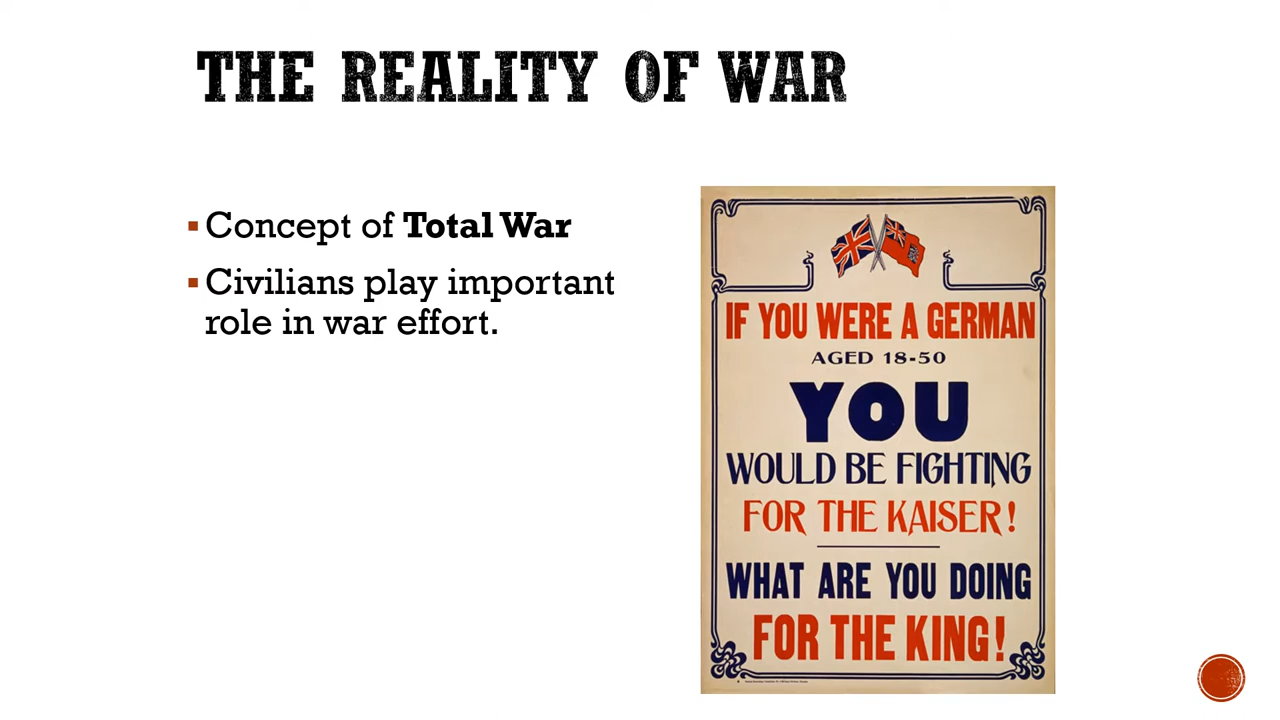 THE REALITY OF WAR
▪Concept of Total War
▪Civilians play important
role in war effort.
IF YOU WERE A GERMAN
AGED 18-50
YOU
WOULD BE FIGHTING
FOR THE KAISER!
WHAT ARE YOU DOING
FOR THE KING!